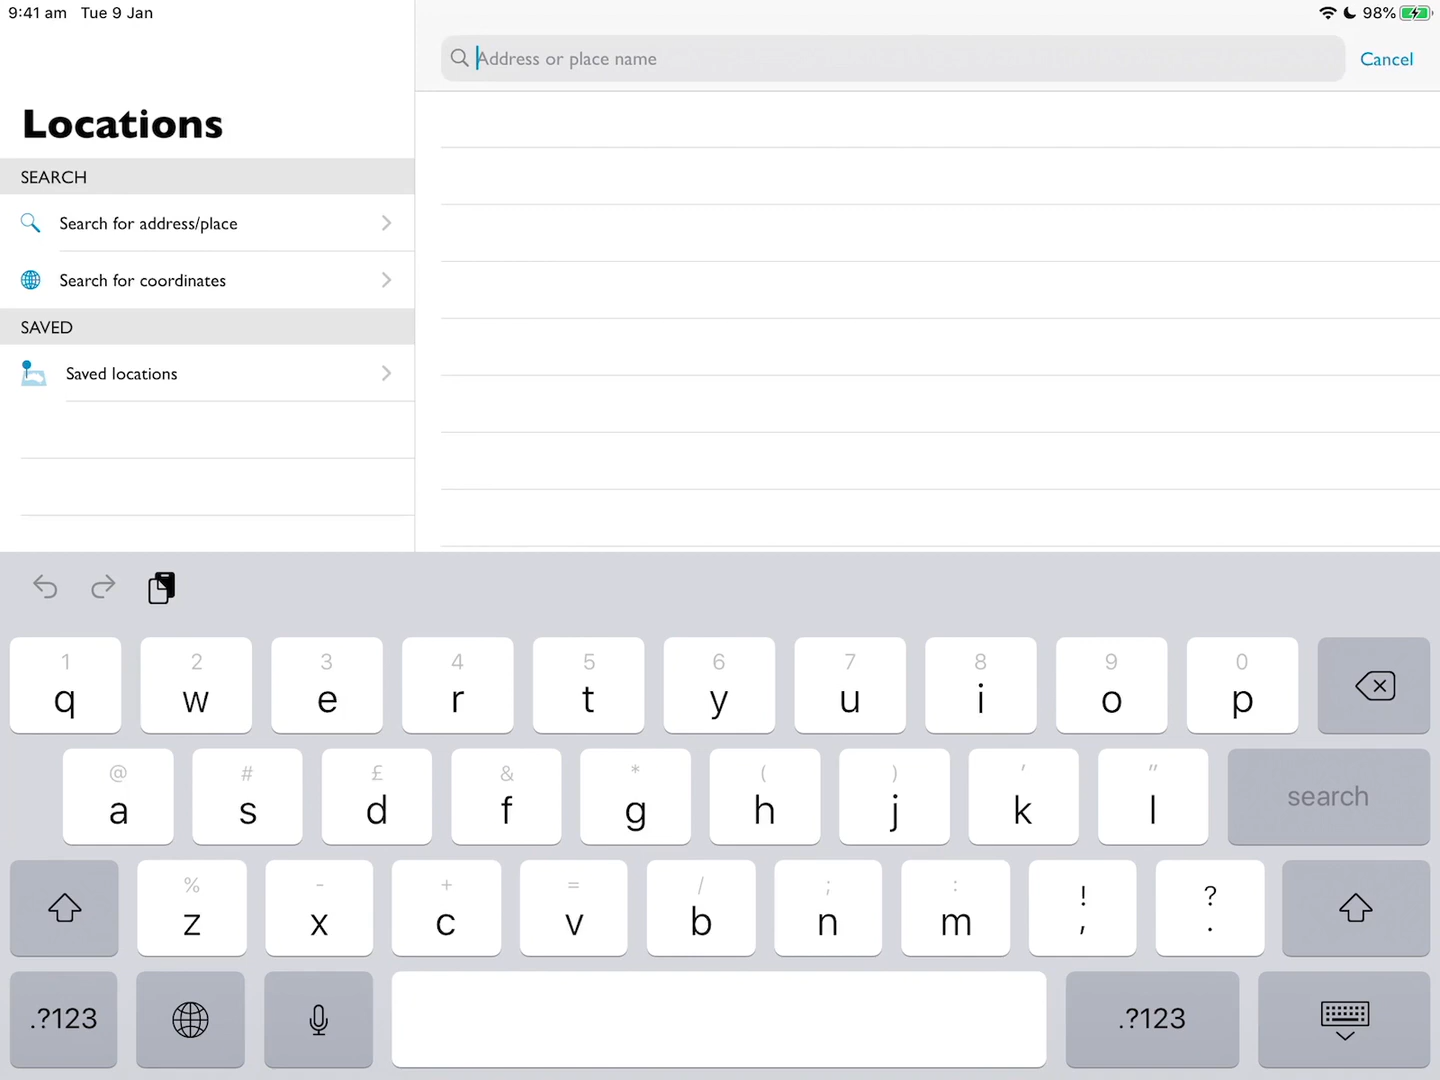 9:41 am Tue 9 Jan
98%
Address or place name
Cancel
Locations
SEARCH
Search for address/place
Search for coordinates
SAVED
Saved locations
1 2 3 4 5 6 7 8 9 0
q w e r t y u i o p
@ # £ & * ( ) ' "
a s d f g h j k l search
% - + = / ; : ! ?
z x c v b n m , .
.?123 .?123